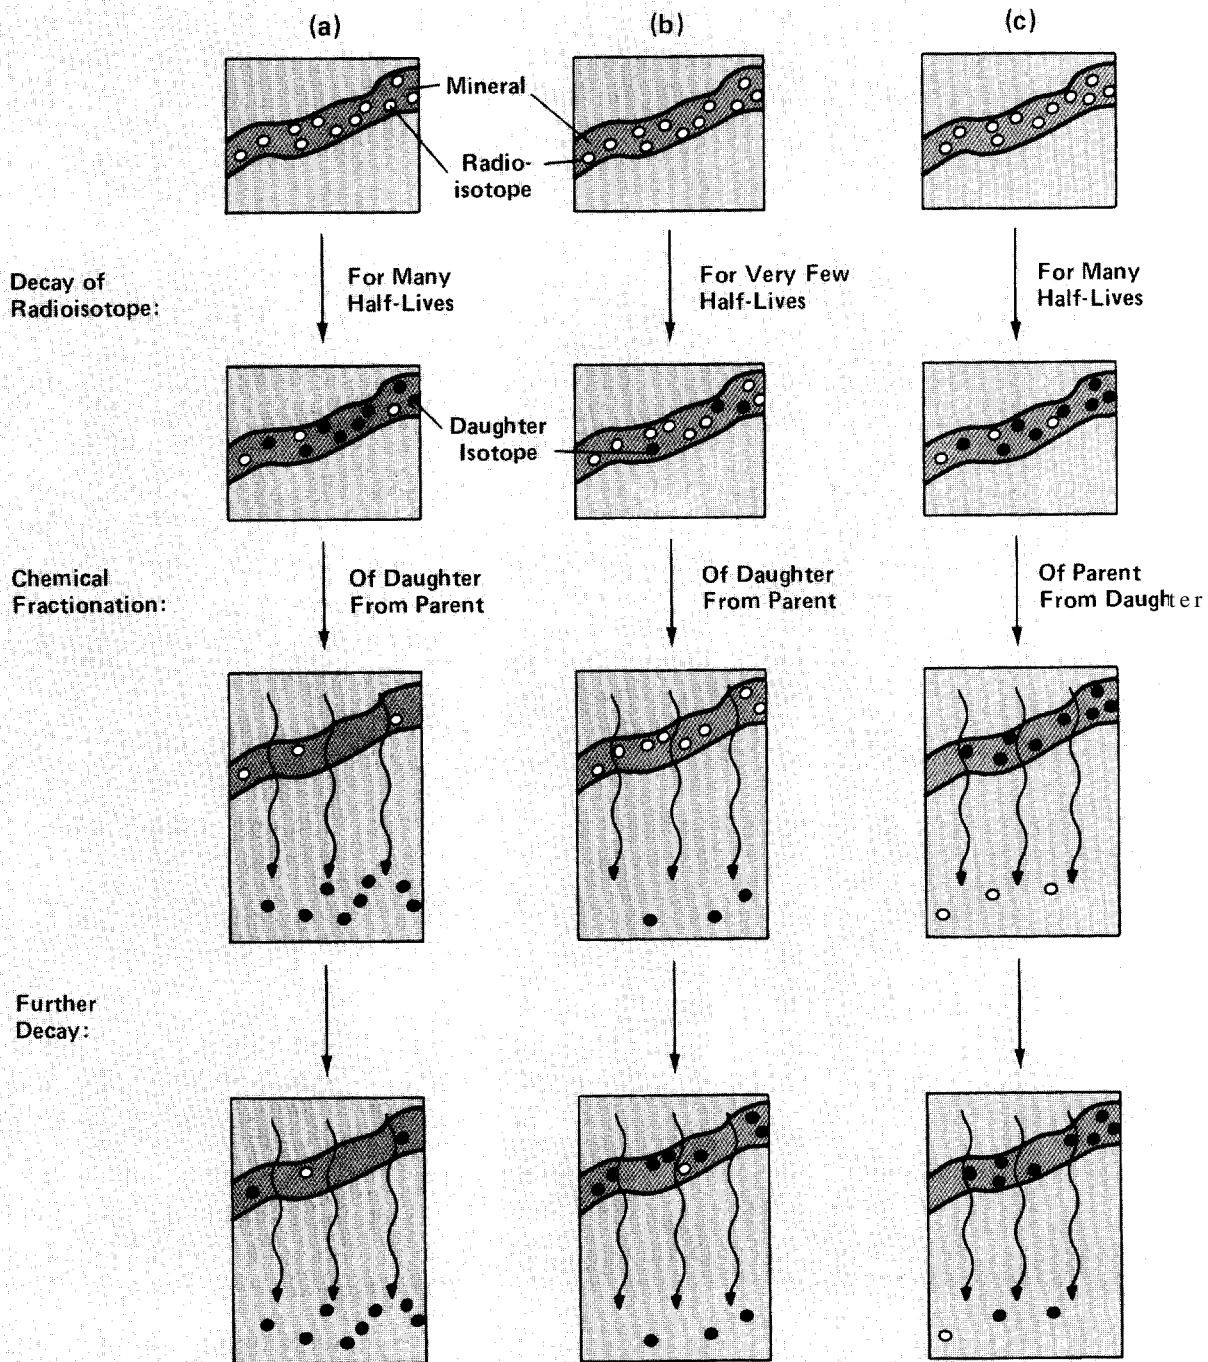 (a)
(b)
(c)
Mineral
Radio-
isotope
Decay of
Radioisotope:
For Many
Half-Lives
For Very Few
Half-Lives
For Many
Half-Lives
Daughter
Isotope
Chemical
Fractionation:
Of Daughter
From Parent
Of Daughter
From Parent
Of Parent
From Daughter
Further
Decay: